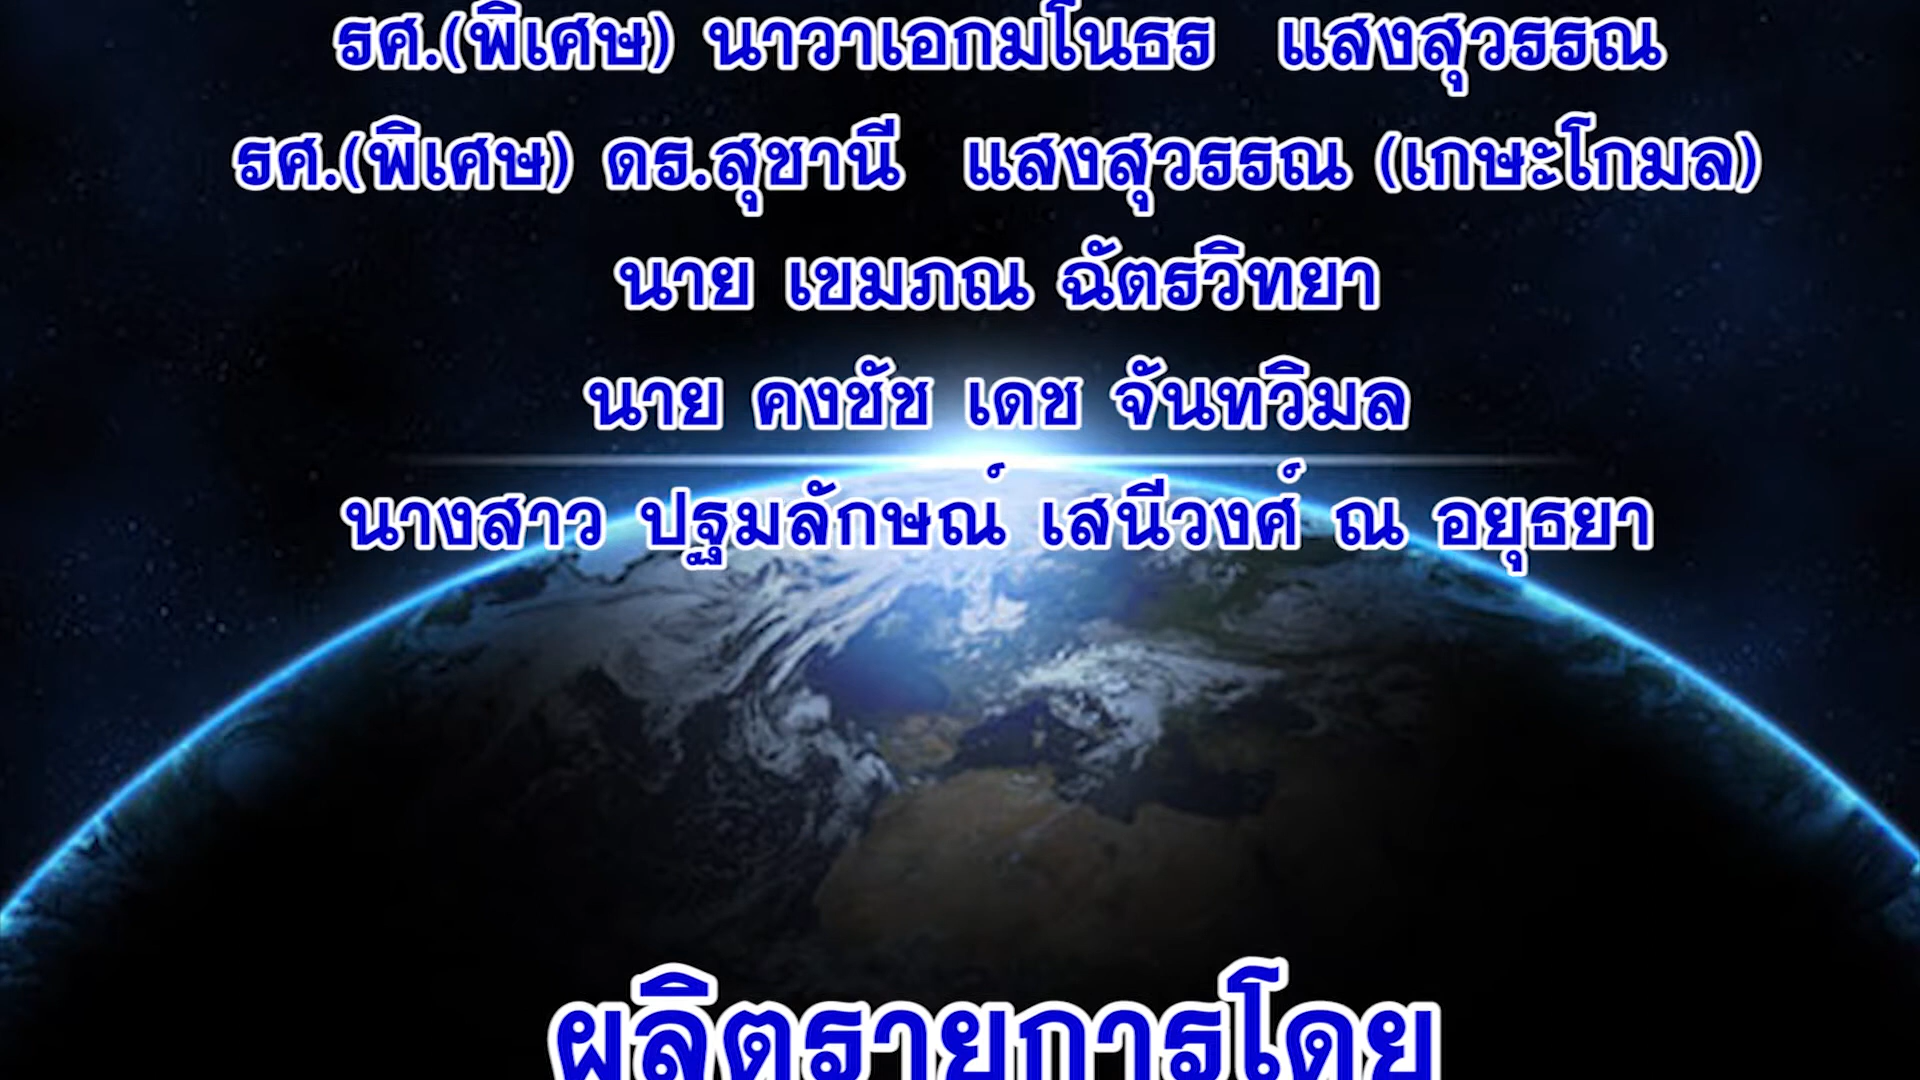 รศ.(พิเศษ) นาวาเอกมโนธร แสงสุวรรณ
รศ.(พิเศษ) ดร.สุชานี แสงสุวรรณ (เกษะโกมล)
นาย เขมภณ ฉัตรวิทยา
นาย คงชัช เดช จันทวิมล
นางสาว ปฐมลักษณ์ เสนีวงศ์ ณ อยุธยา
ผลิตรายการโดย